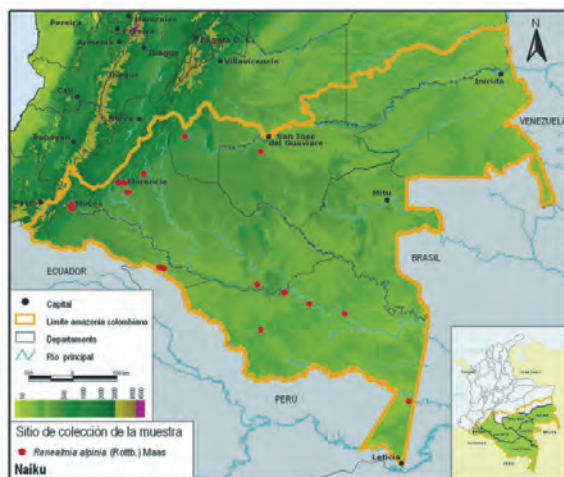 Manizales
Pereira
Armenia
Ibagué
Ibagué
Bogotá D. C.
Villavicencio
Cali
Neiva
Popayán
Inírida
VENEZUELA
N
San José
del Guaviare
Florencia
Mitú
Mocoa
Pasto
ECUADOR
BRASIL
PERÚ
Leticia
Capital
Límite amazonia colombiana
Departamento
Río principal
Sitio de colección de la muestra
Renealmia alpinia (Rottb.) Maas
Naiku